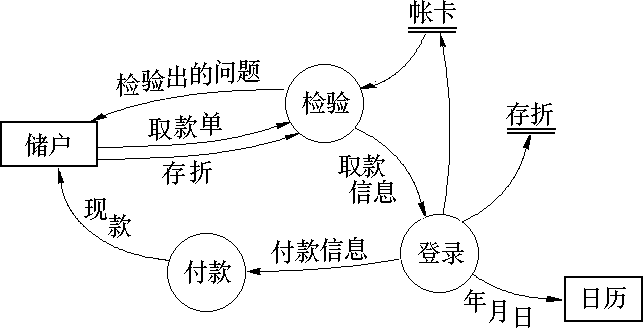 帐卡
检验出的问题
检验
存折
取款单
储户
存折
取款
信息
现
款
付款信息
登录
付款
年月日
日历